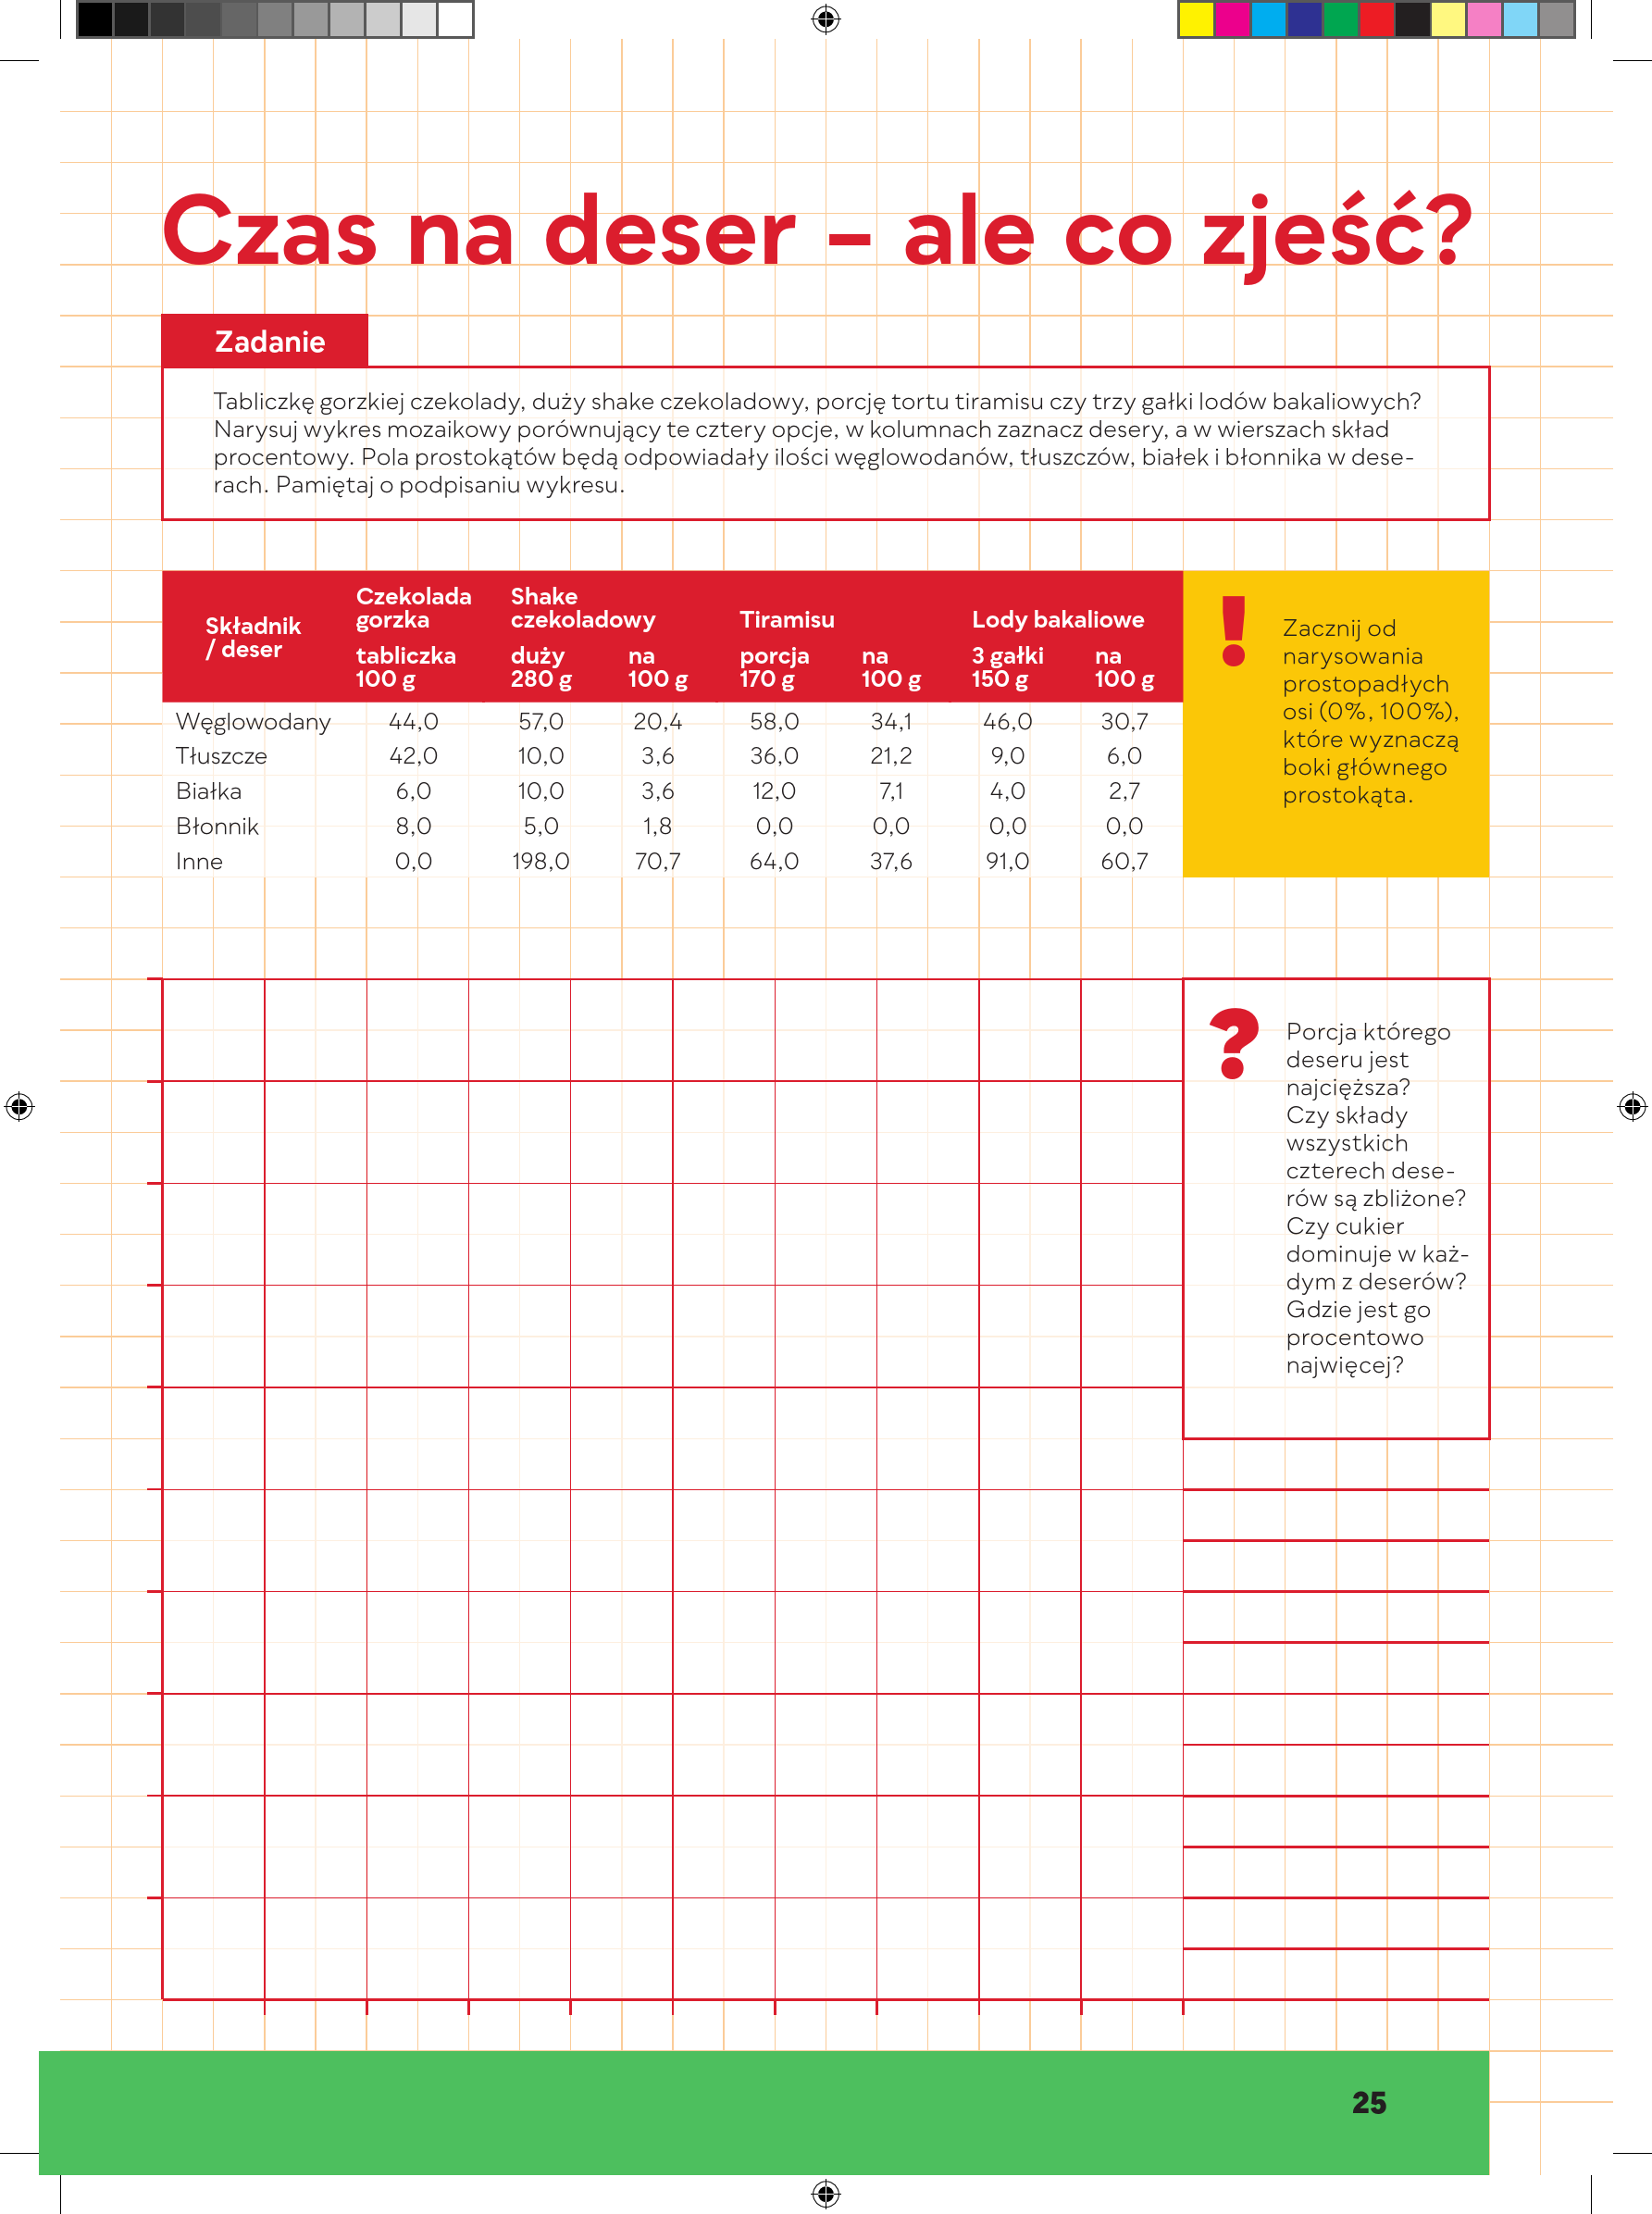 Czas na deser – ale co zjeść?
Zadanie
Tabliczkę gorzkiej czekolady, duży shake czekoladowy, porcję tortu tiramisu czy trzy gałki lodów bakaliowych?
Narysuj wykres mozaikowy porównujący te cztery opcje, w kolumnach zaznacz desery, a w wierszach skład
procentowy. Pola prostokątów będą odpowiadały ilości węglowodanów, tłuszczów, białek i błonnika w dese-
rach. Pamiętaj o podpisaniu wykresu.
Składnik
/ deser
Czekolada
gorzka
tabliczka
100 g
Shake
czekoladowy
duży
280 g
na
100 g
Tiramisu
porcja
170 g
na
100 g
Lody bakaliowe
3 gałki
150 g
na
100 g
Węglowodany 44,0 57,0 20,4 58,0 34,1 46,0 30,7
Tłuszcze 42,0 10,0 3,6 36,0 21,2 9,0 6,0
Białka 6,0 10,0 3,6 12,0 7,1 4,0 2,7
Błonnik 8,0 5,0 1,8 0,0 0,0 0,0 0,0
Inne 0,0 198,0 70,7 64,0 37,6 91,0 60,7
!
Zacznij od
narysowania
prostopadłych
osi (0%, 100%),
które wyznaczą
boki głównego
prostokąta.
?
Porcja którego
deseru jest
najcięższa?
Czy składy
wszystkich
czterech dese-
rów są zbliżone?
Czy cukier
dominuje w każ-
dym z deserów?
Gdzie jest go
procentowo
najwięcej?
25